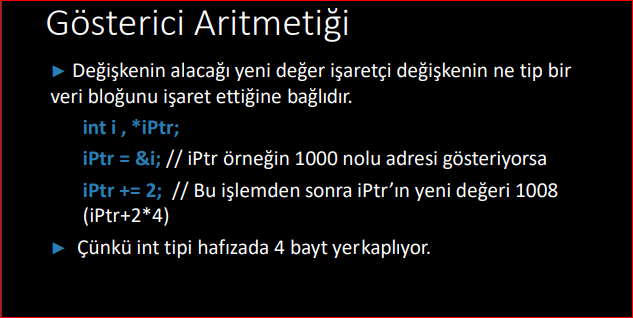 Gösterici Aritmetiği
► Değişkenin alacağı yeni değer işaretçi değişkenin ne tip bir
veri bloğunu işaret ettiğine bağlıdır.
int i , *iPtr;
iPtr = &i; // iPtr örneğin 1000 nolu adresi gösteriyorsa
iPtr += 2;  // Bu işlemden sonra iPtr’ın yeni değeri 1008
(iPtr+2*4)
► Çünkü int tipi hafızada 4 bayt yerkaplıyor.